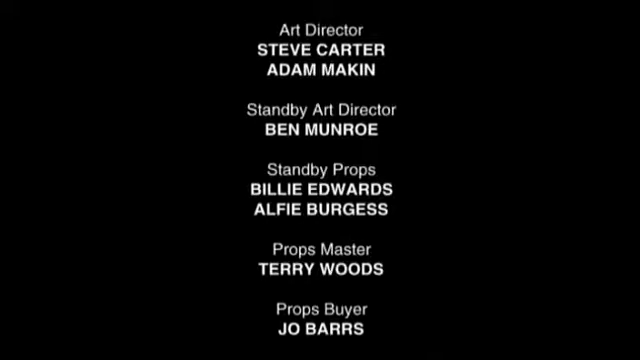 Art Director
STEVE CARTER
ADAM MAKIN
Standby Art Director
BEN MUNROE
Standby Props
BILLIE EDWARDS
ALFIE BURGESS
Props Master
TERRY WOODS
Props Buyer
JO BARRS